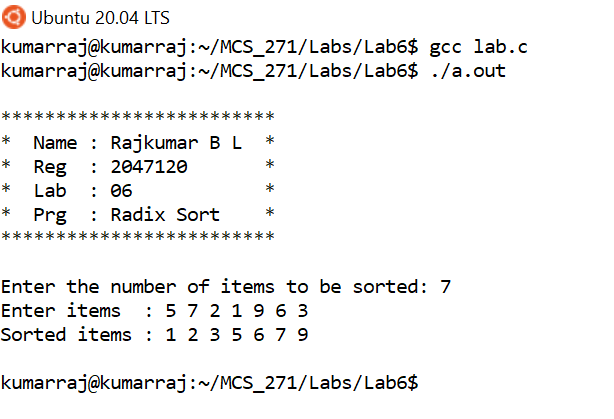 Ubuntu 20.04 LTS
kumarraj@kumarraj:~/MCS_271/Labs/Lab6$ gcc lab.c
kumarraj@kumarraj:~/MCS_271/Labs/Lab6$ ./a.out
*************************
*  Name : Rajkumar B L  *
*  Reg  : 2047120       *
*  Lab  : 06            *
*  Prg  : Radix Sort    *
*************************
Enter the number of items to be sorted: 7
Enter items  : 5 7 2 1 9 6 3
Sorted items : 1 2 3 5 6 7 9
kumarraj@kumarraj:~/MCS_271/Labs/Lab6$